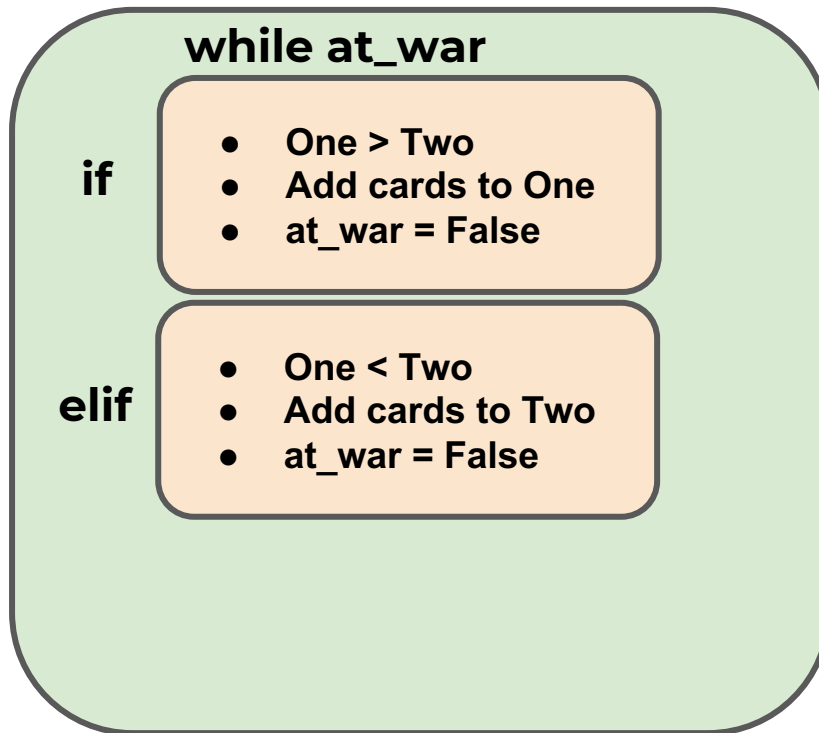 while at_war
if
● One > Two
● Add cards to One
● at_war = False
elif
● One < Two
● Add cards to Two
● at_war = False